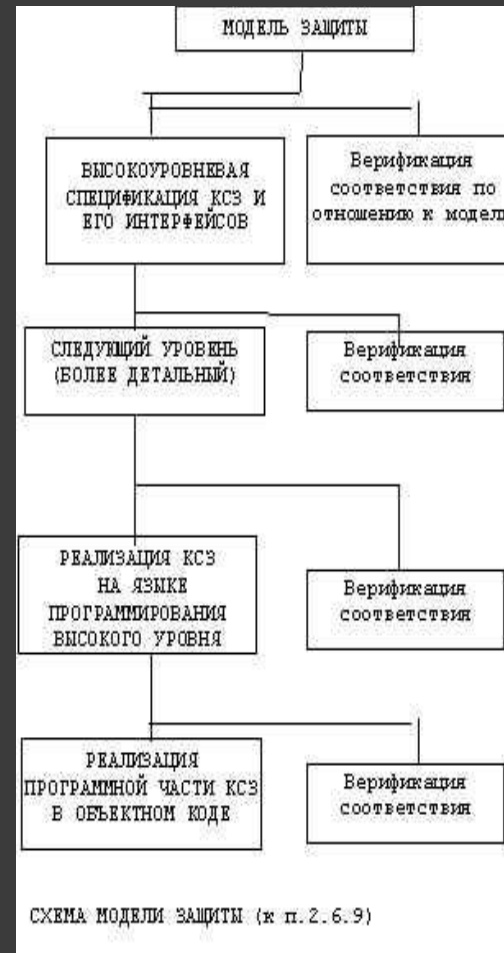 МОДЕЛЬ ЗАЩИТЫ
ВЫСОКОУРОВНЕВАЯ
СПЕЦИФИКАЦИЯ КСЗ И
ЕГО ИНТЕРФЕЙСОВ
Верификация
соответствия по
отношению к модели
СЛЕДУЮЩИЙ УРОВЕНЬ
(БОЛЕЕ ДЕТАЛЬНЫЙ)
Верификация
соответствия
РЕАЛИЗАЦИЯ КСЗ
НА ЯЗЫКЕ
ПРОГРАММИРОВАНИЯ
ВЫСОКОГО УРОВНЯ
Верификация
соответствия
РЕАЛИЗАЦИЯ
ПРОГРАММНОЙ ЧАСТИ КСЗ
В ОБЪЕКТНОМ КОДЕ
Верификация
соответствия
СХЕМА МОДЕЛИ ЗАЩИТЫ (к п.2.6.9)